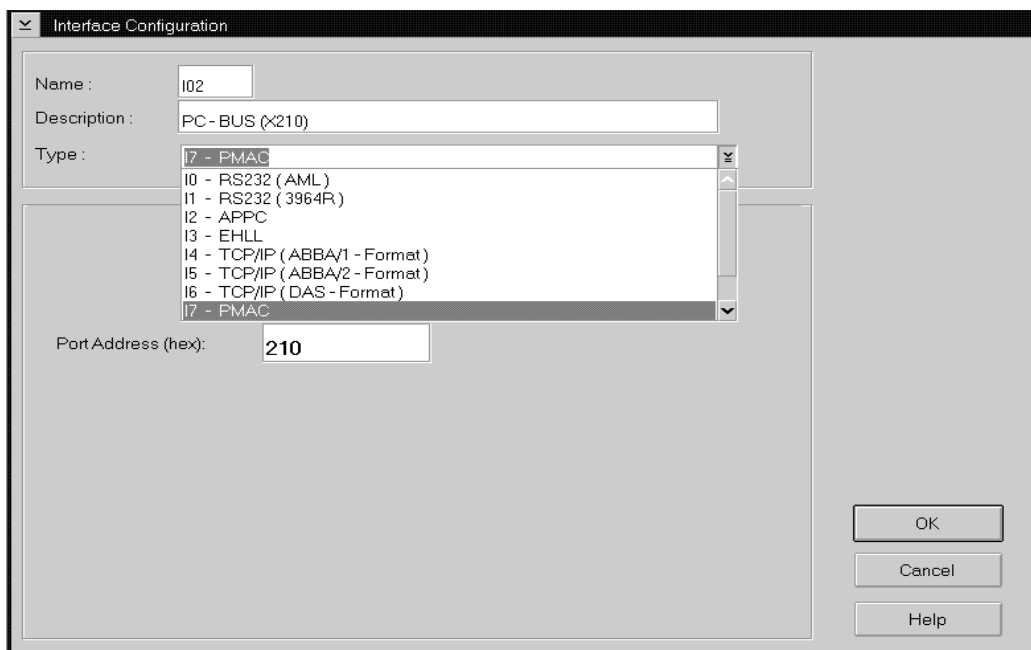 Interface Configuration
Name :
I02
Description :
PC - BUS (X210)
Type :
I7 - PMAC
I0 - RS232 ( AML )
I1 - RS232 ( 3964R )
I2 - APPC
I3 - EHLL
I4 - TCP/IP ( ABBA/1 - Format )
I5 - TCP/IP ( ABBA/2 - Format )
I6 - TCP/IP ( DAS - Format )
I7 - PMAC
Port Address (hex):
210
OK
Cancel
Help